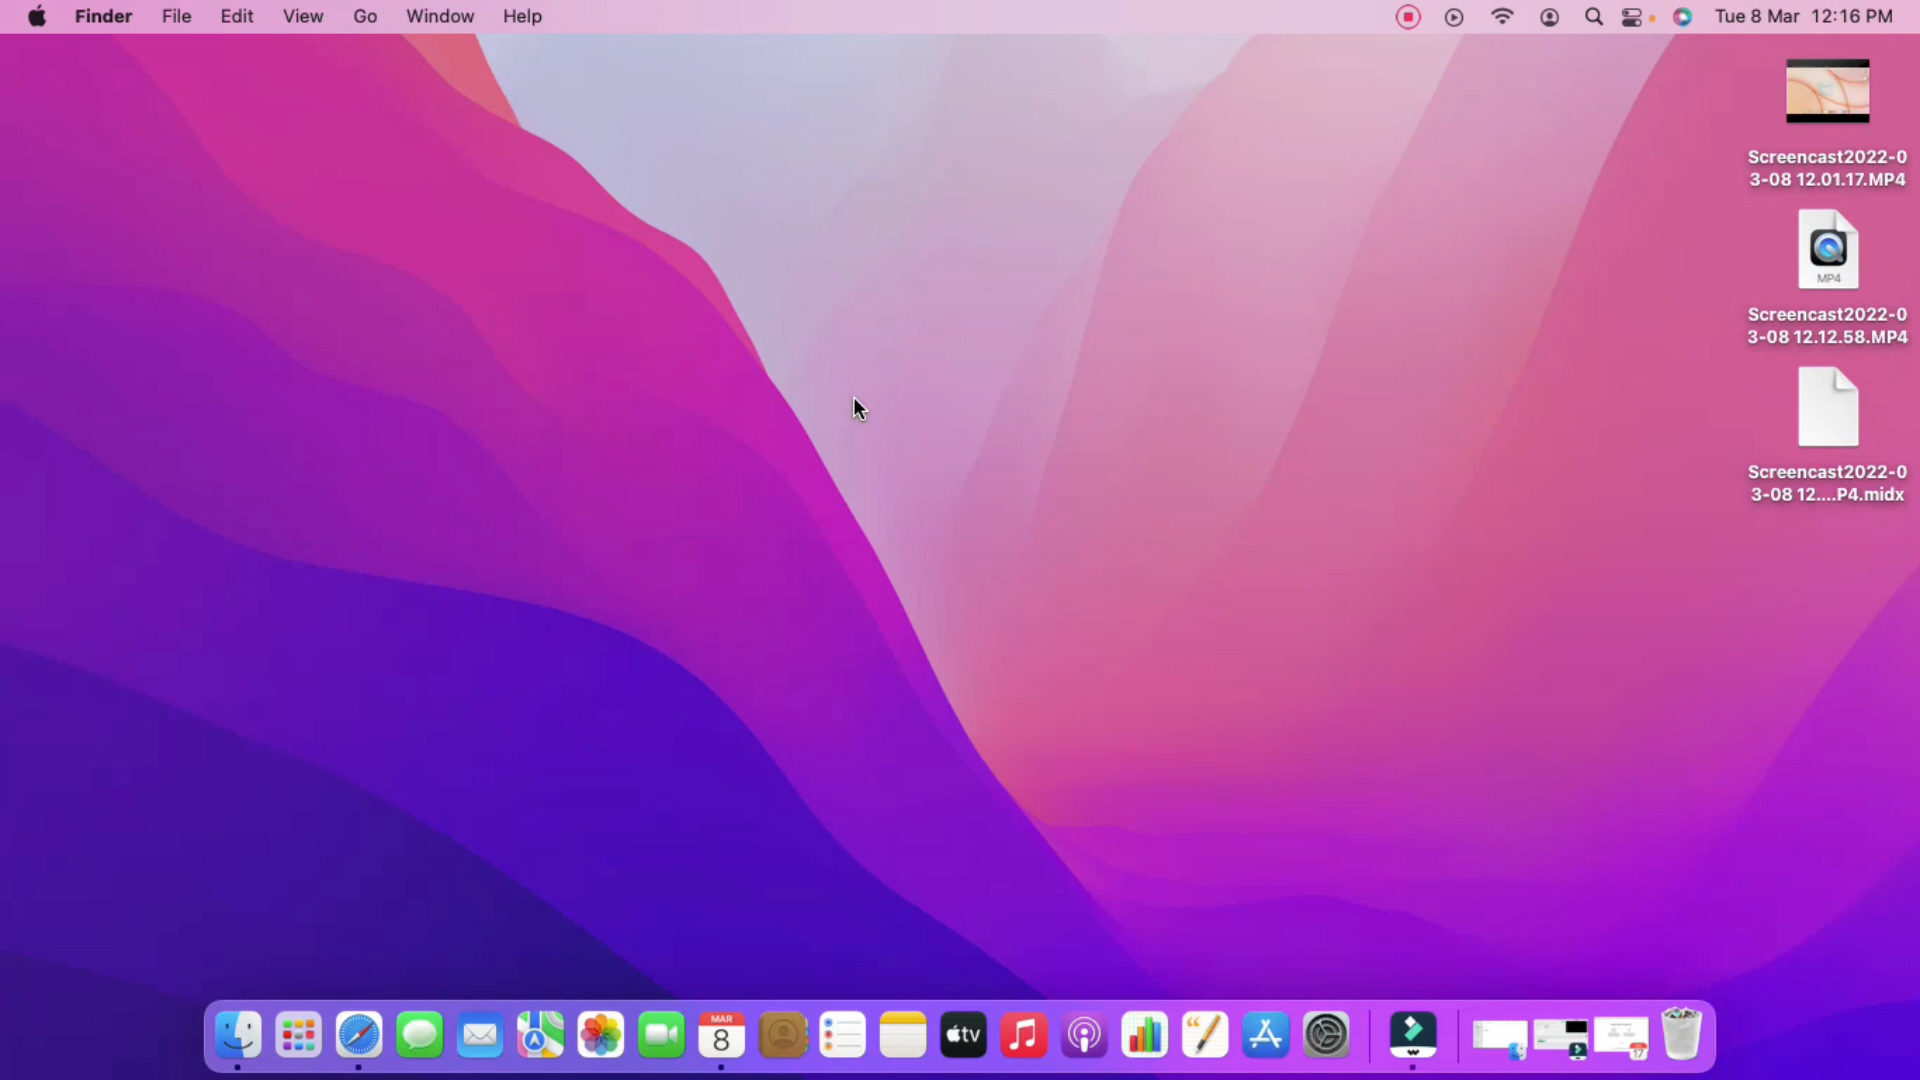 Finder File Edit View Go Window Help Tue 8 Mar 12:16 PM
Screencast2022-0
3-08 12.01.17.MP4
MP4
Screencast2022-0
3-08 12.12.58.MP4
Screencast2022-0
3-08 12....P4.midx
MAR
8
tv
17